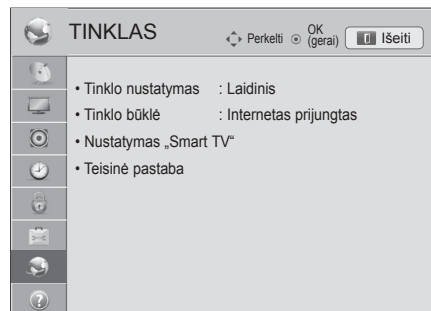 TINKLAS
Perkelti
OK
(gerai)
Išeiti
• Tinklo nustatymas : Laidinis
• Tinklo būklė : Internetas prijungtas
• Nustatymas „Smart TV“
• Teisinė pastaba
?